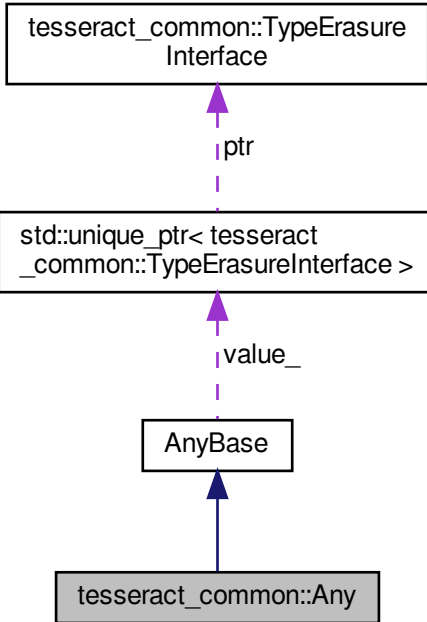 tesseract_common::TypeErasure
Interface
ptr
std::unique_ptr< tesseract
_common::TypeErasureInterface >
value_
AnyBase
tesseract_common::Any